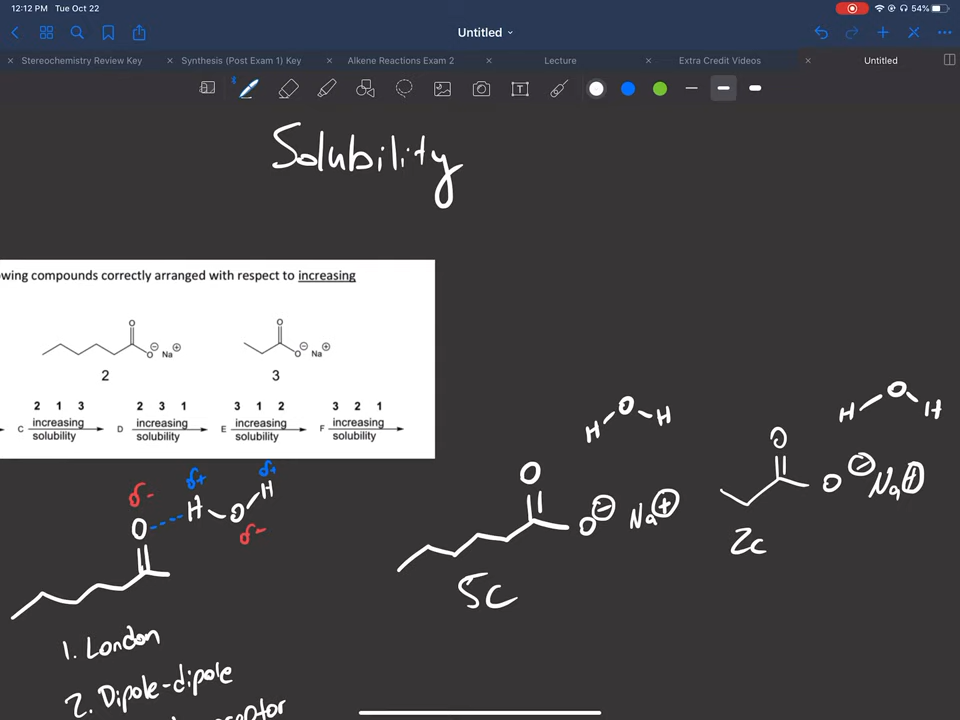 12:12 PM Tue Oct 22
54%
Untitled
Stereochemistry Review Key
Synthesis (Post Exam 1) Key
Alkene Reactions Exam 2
Lecture
Extra Credit Videos
Untitled
T
Solubility
wing compounds correctly arranged with respect to increasing
O
O⊖ Na⊕
2
O
O⊖ Na⊕
3
2 1 3
C increasing solubility
2 3 1
D increasing solubility
3 1 2
E increasing solubility
3 2 1
F increasing solubility
δ- δ+ δ+
O H O H
δ-
H O H
O
O⊖ Na⊕
5C
H O H
O
O⊖ Na⊕
2C
1. London
2. Dipole-dipole